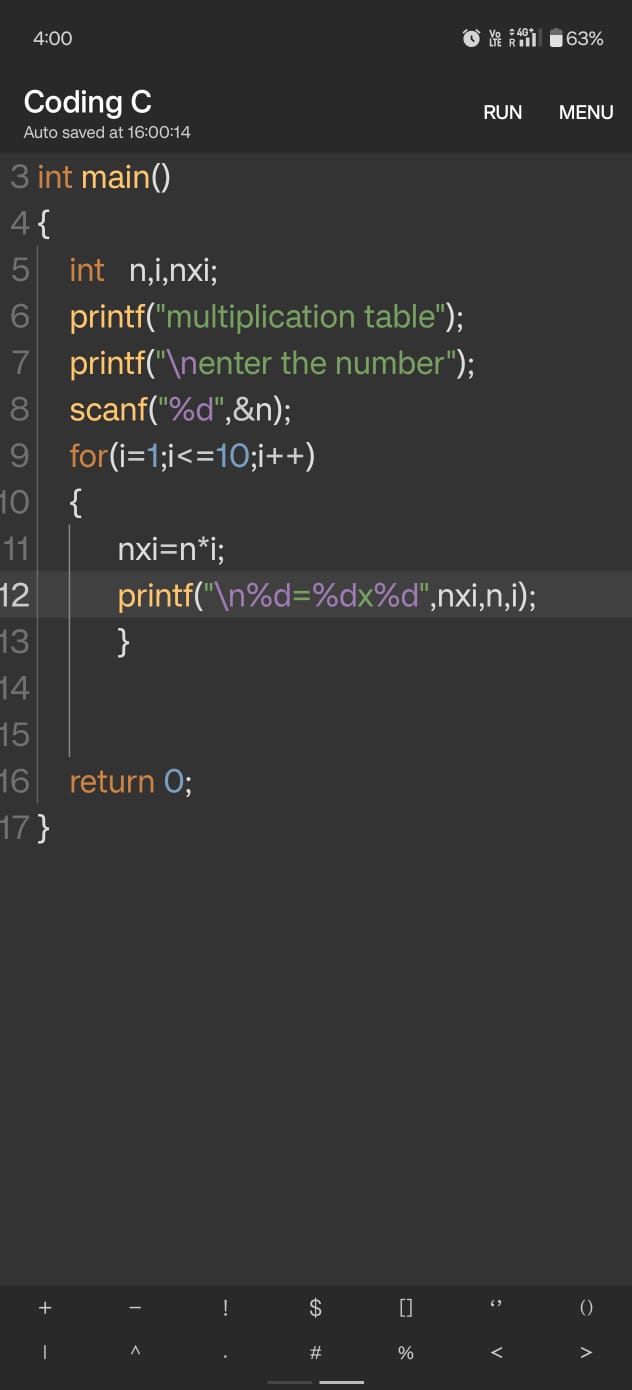 4:00 Vo LTE R 4G+ 63%
Coding C
Auto saved at 16:00:14
RUN MENU
3 int main()
4 {
5 int n,i,nxi;
6 printf("multiplication table");
7 printf("\nenter the number");
8 scanf("%d",&n);
9 for(i=1;i<=10;i++)
10 {
11 nxi=n*i;
12 printf("\n%d=%dx%d",nxi,n,i);
13 }
14
15
16 return 0;
17 }
+ − ! $ [] ‘’ ()
| ^ . # % < >